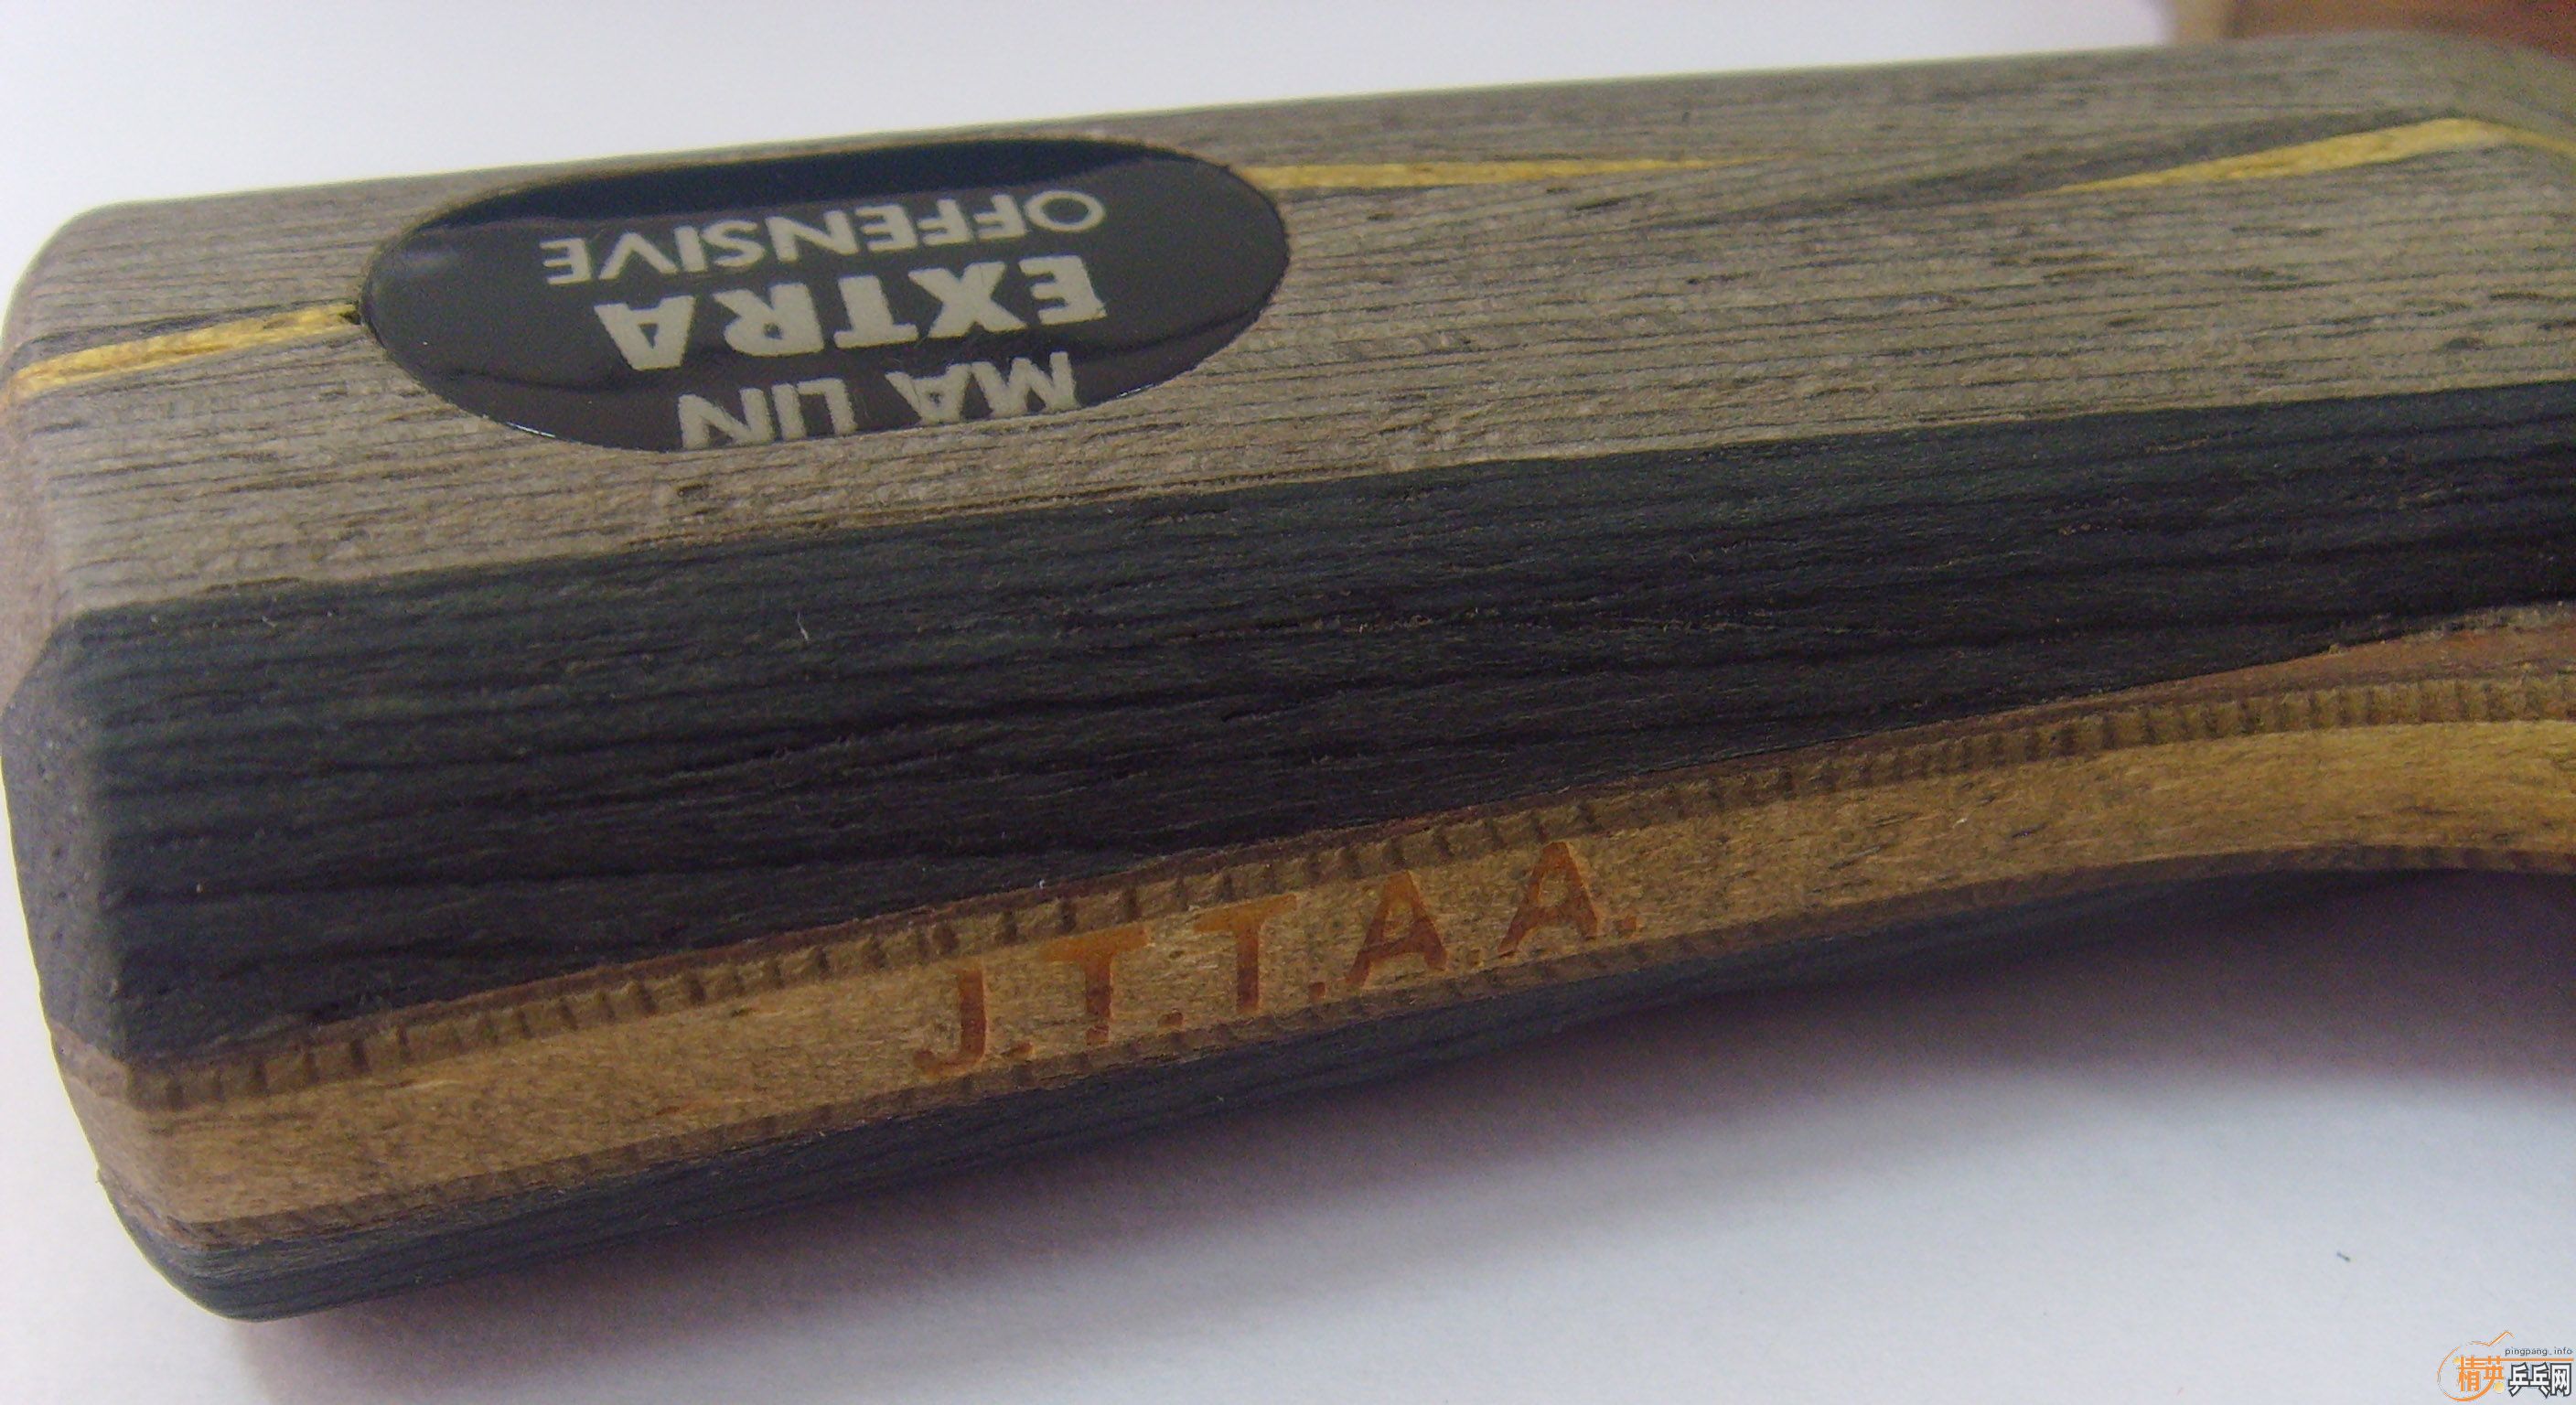 MA LIN
EXTRA
OFFENSIVE
J.T.T.A.A.
pingpang.info
精英乒乓网